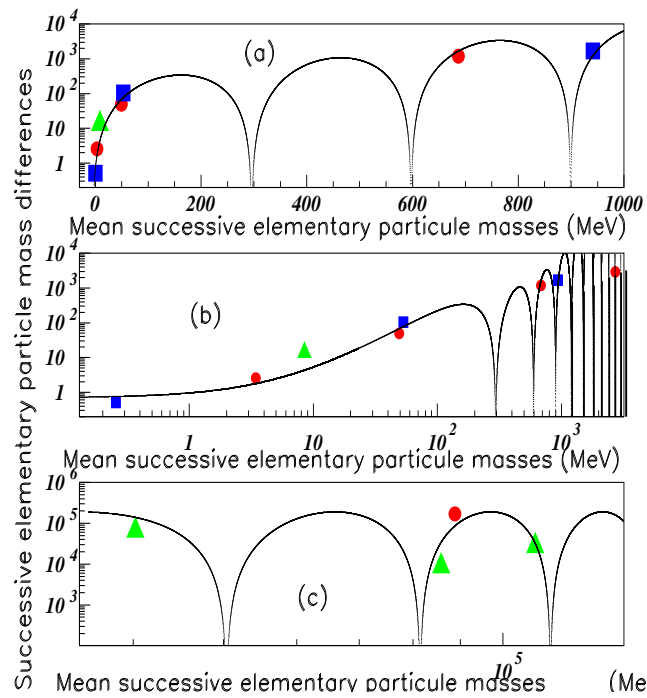 Successive elementary particle mass differences
10^4
10^3
10^2
10
1
(a)
0 200 400 600 800 1000
Mean successive elementary particule masses (MeV)
10^4
10^3
10^2
10
1
(b)
1 10 10^2 10^3
Mean successive elementary particule masses (MeV)
10^6
10^5
10^4
10^3
(c)
10^5
Mean successive elementary particule masses (Me